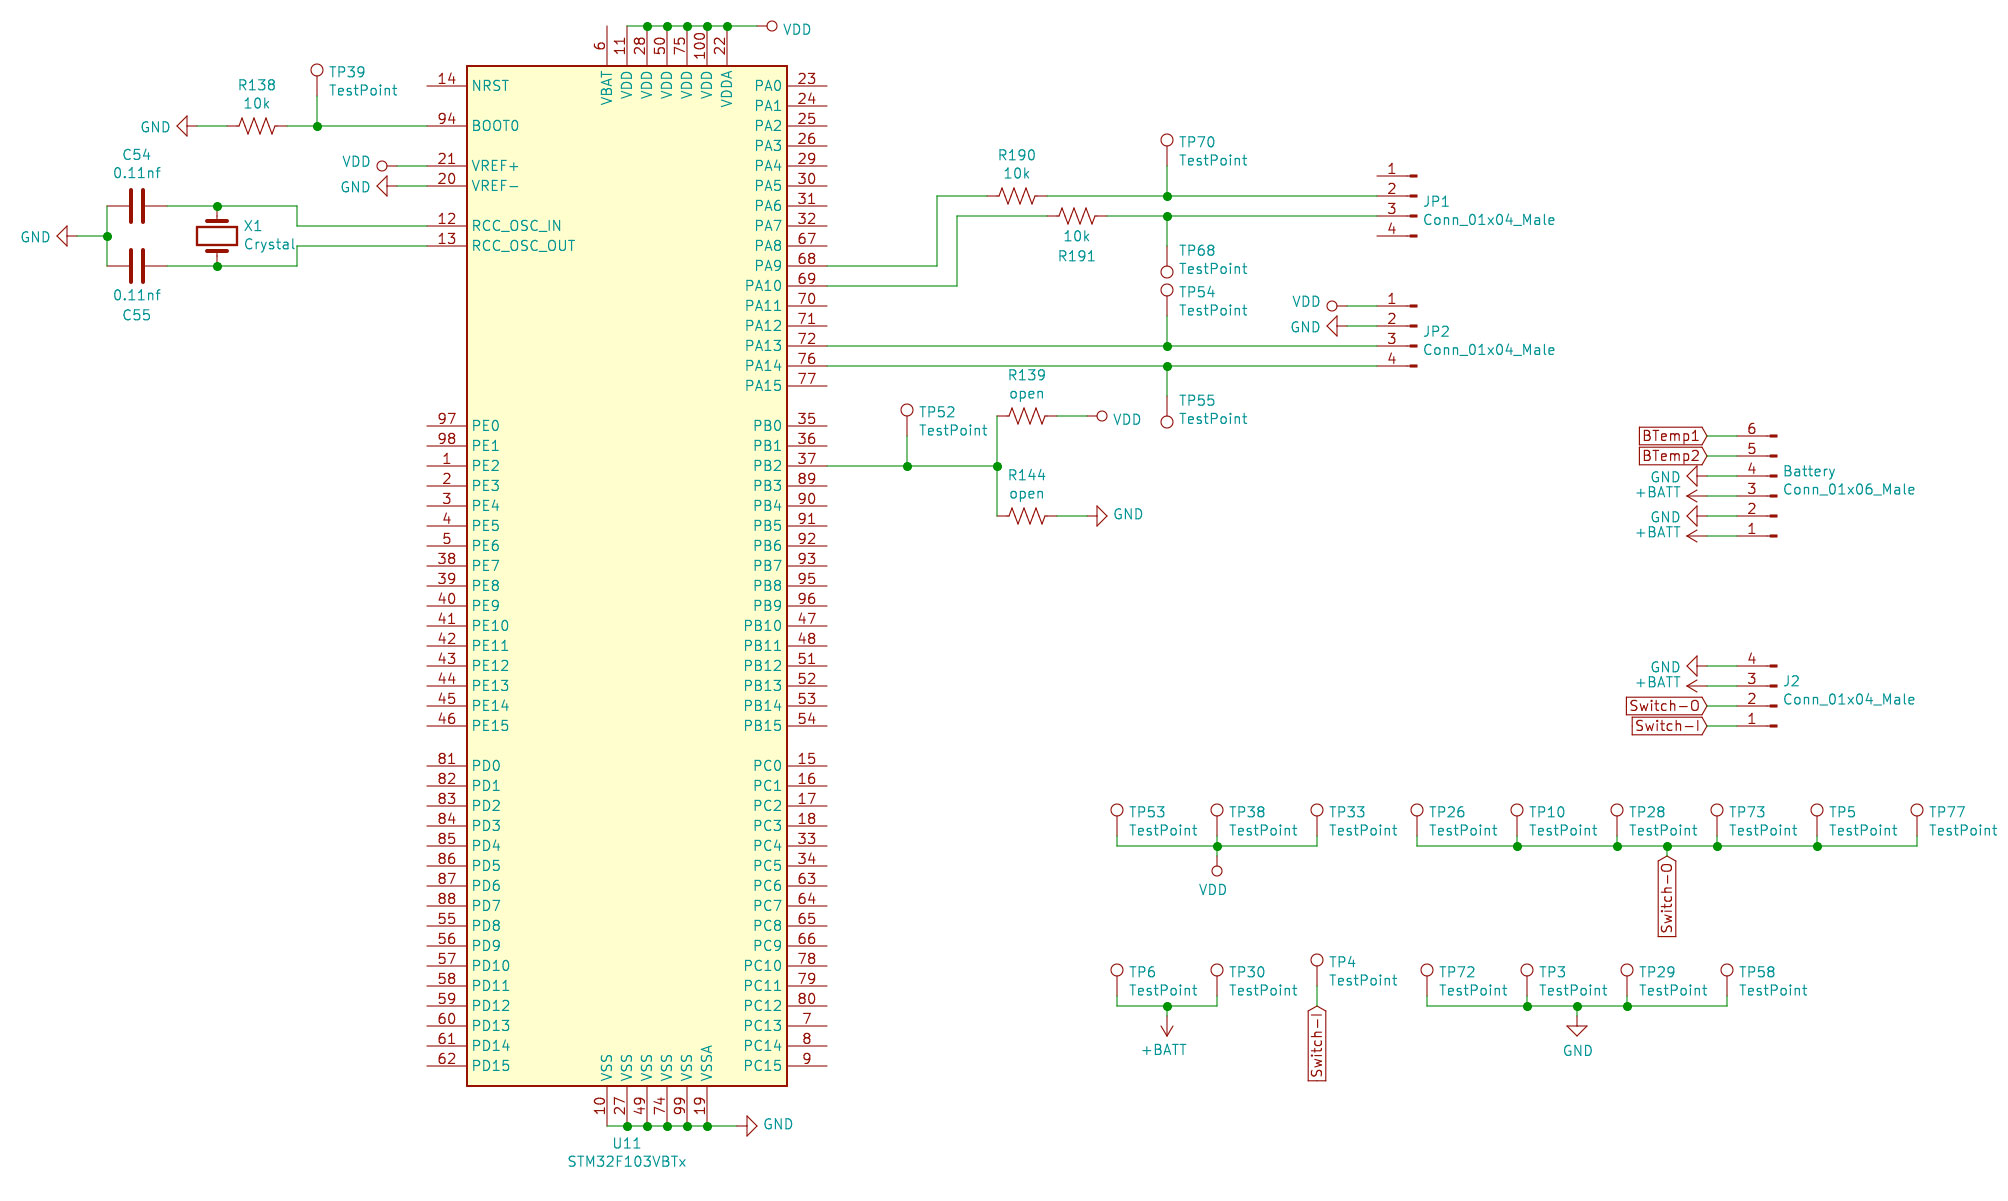 VDD
6
11
28
50
75
100
22
VBAT
VDD
VDD
VDD
VDD
VDD
VDDA
TP39
TestPoint
R138
10k
GND
C54
0.11nf
VDD
GND
GND
X1
Crystal
0.11nf
C55
14 NRST
94 BOOT0
21 VREF+
20 VREF-
12 RCC_OSC_IN
13 RCC_OSC_OUT
97 PE0
98 PE1
1 PE2
2 PE3
3 PE4
4 PE5
5 PE6
38 PE7
39 PE8
40 PE9
41 PE10
42 PE11
43 PE12
44 PE13
45 PE14
46 PE15
81 PD0
82 PD1
83 PD2
84 PD3
85 PD4
86 PD5
87 PD6
88 PD7
55 PD8
56 PD9
57 PD10
58 PD11
59 PD12
60 PD13
61 PD14
62 PD15
PA0 23
PA1 24
PA2 25
PA3 26
PA4 29
PA5 30
PA6 31
PA7 32
PA8 67
PA9 68
PA10 69
PA11 70
PA12 71
PA13 72
PA14 76
PA15 77
PB0 35
PB1 36
PB2 37
PB3 89
PB4 90
PB5 91
PB6 92
PB7 93
PB8 95
PB9 96
PB10 47
PB11 48
PB12 51
PB13 52
PB14 53
PB15 54
PC0 15
PC1 16
PC2 17
PC3 18
PC4 33
PC5 34
PC6 63
PC7 64
PC8 65
PC9 66
PC10 78
PC11 79
PC12 80
PC13 7
PC14 8
PC15 9
VSS
VSS
VSS
VSS
VSS
VSSA
10
27
49
74
99
19
GND
U11
STM32F103VBTx
R190
10k
10k
R191
TP70
TestPoint
TP68
TestPoint
TP54
TestPoint
TP55
TestPoint
1
2
3
4
JP1
Conn_01x04_Male
VDD
GND
1
2
3
4
JP2
Conn_01x04_Male
TP52
TestPoint
R139
open
VDD
R144
open
GND
BTemp1 6
BTemp2 5
GND 4
+BATT 3
GND 2
+BATT 1
Battery
Conn_01x06_Male
GND 4
+BATT 3
Switch-O 2
Switch-I 1
J2
Conn_01x04_Male
TP53
TestPoint
TP38
TestPoint
TP33
TestPoint
VDD
TP26
TestPoint
TP10
TestPoint
TP28
TestPoint
TP73
TestPoint
TP5
TestPoint
TP77
TestPoint
Switch-O
TP6
TestPoint
TP30
TestPoint
+BATT
TP4
TestPoint
Switch-I
TP72
TestPoint
TP3
TestPoint
TP29
TestPoint
TP58
TestPoint
GND